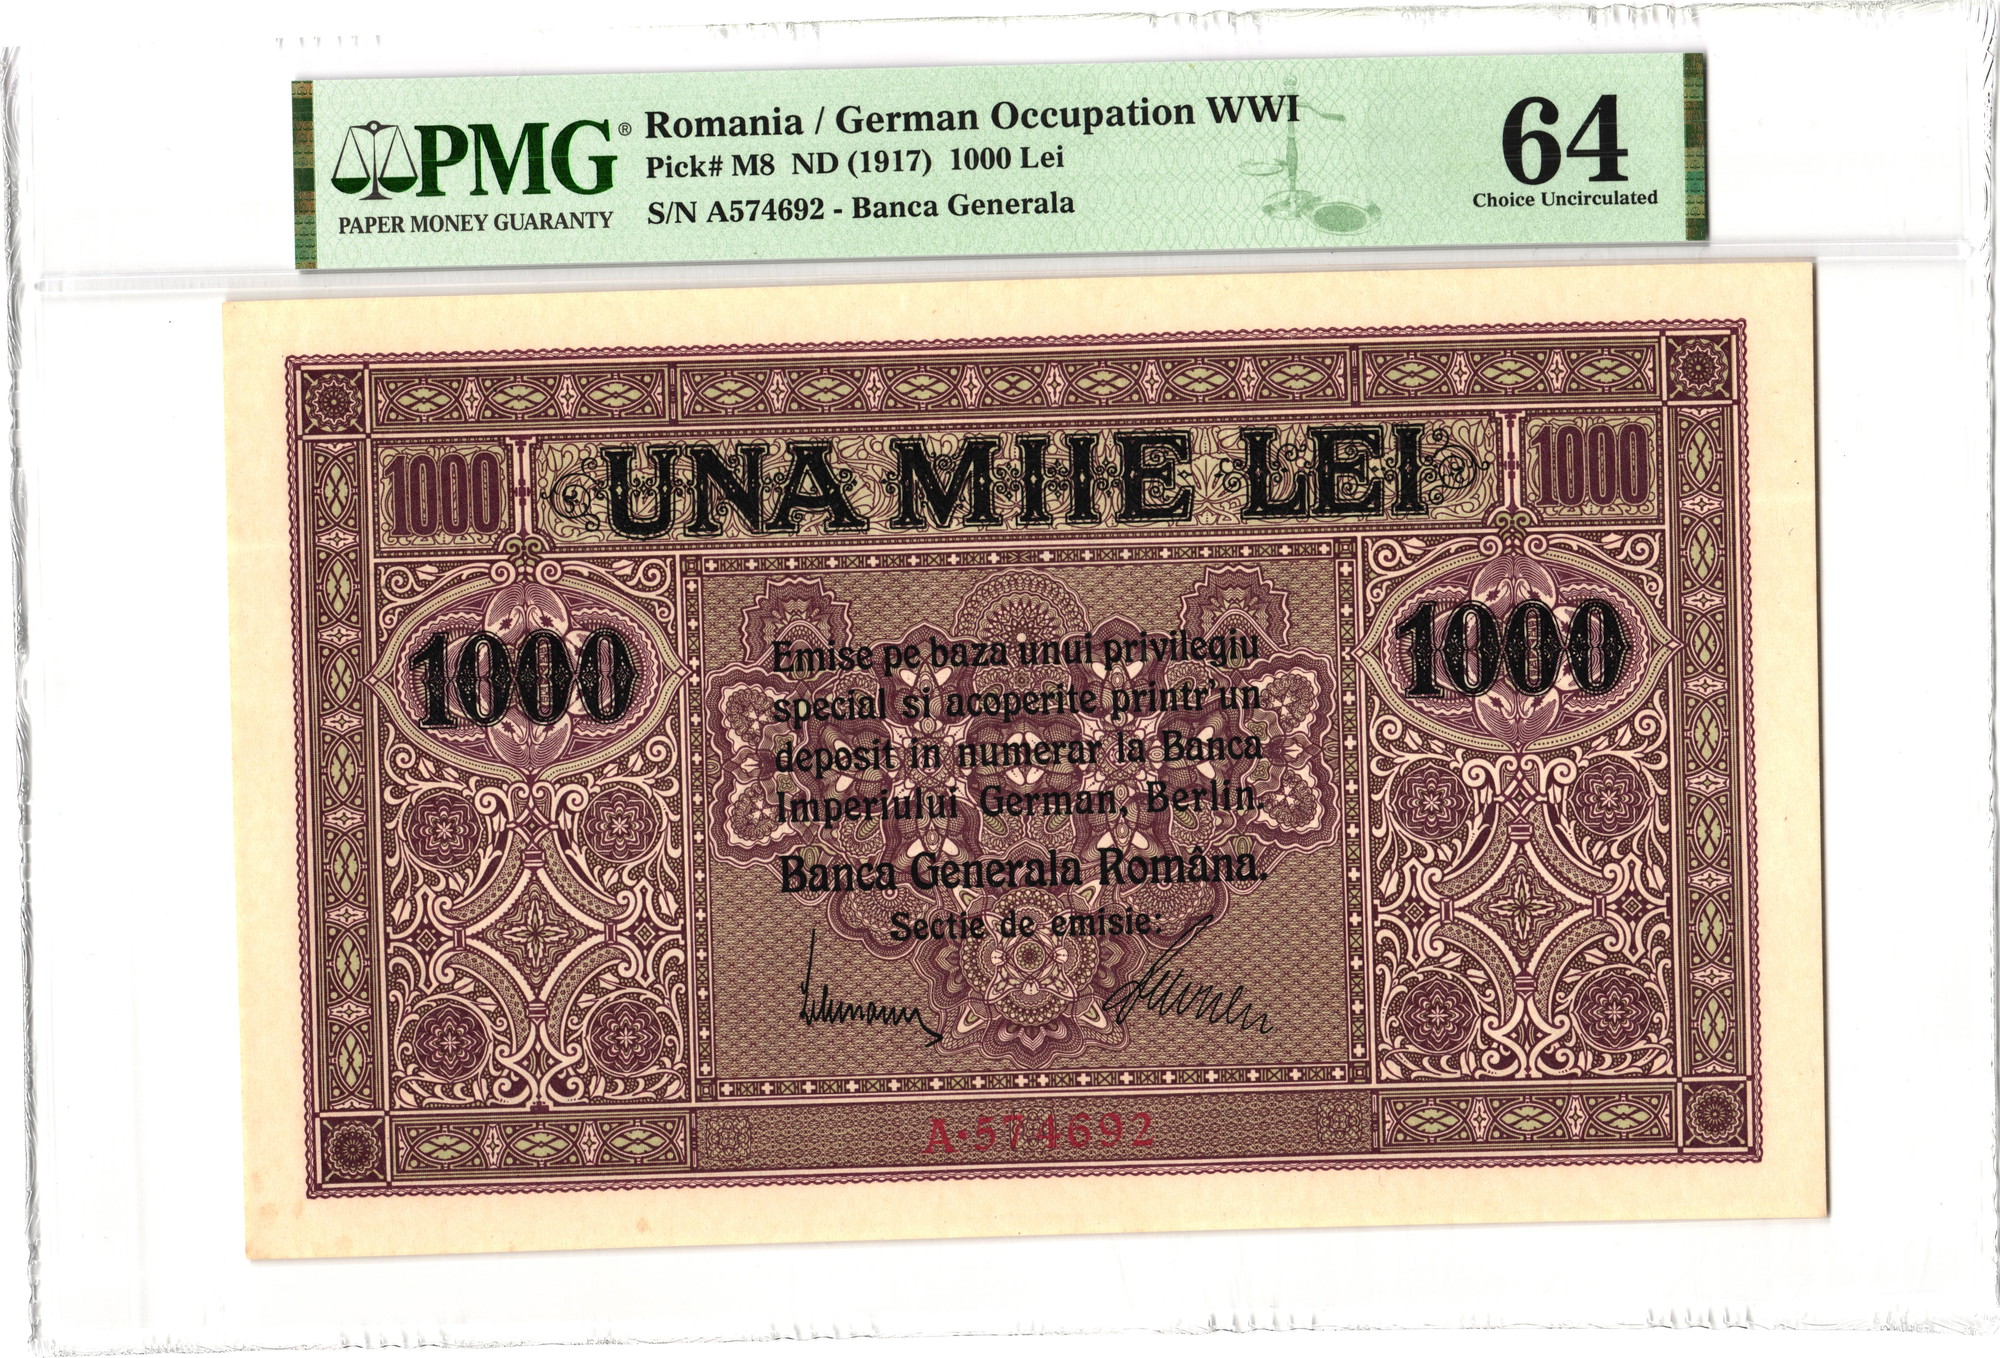 PMG®
PAPER MONEY GUARANTY
Romania / German Occupation WWI
Pick# M8 ND (1917) 1000 Lei
S/N A574692 - Banca Generala
64
Choice Uncirculated
1000
UNA MIIE LEI
1000
1000
1000
Emise pe baza unui privilegiu
special si acoperite printr'un
deposit in numerar la Banca
Imperiului German, Berlin.
Banca Generala Româna.
Sectie de emisie:
A·574692